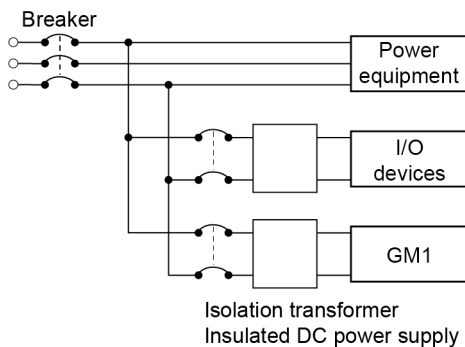 Breaker
Power
equipment
I/O
devices
GM1
Isolation transformer
Insulated DC power supply